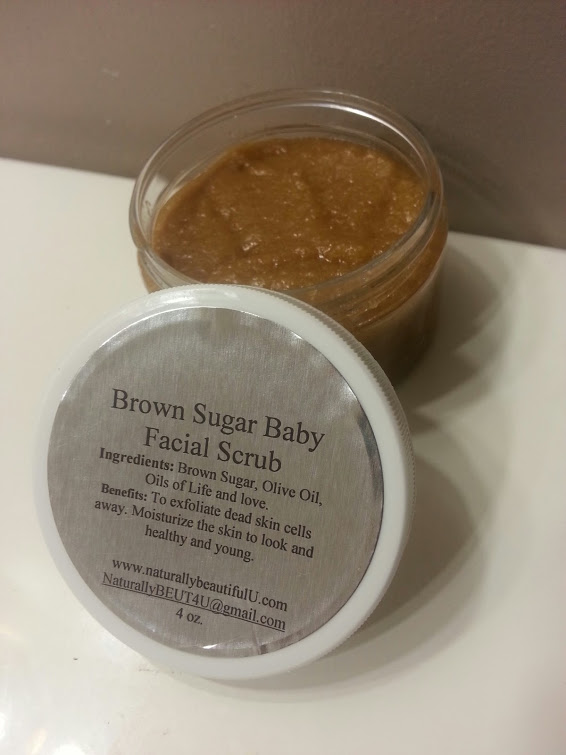 Brown Sugar Baby
Facial Scrub
Ingredients: Brown Sugar, Olive Oil,
Oils of Life and love.
Benefits: To exfoliate dead skin cells
away. Moisturize the skin to look and
healthy and young.
www.naturallybeautifulU.com
NaturallyBEUT4U@gmail.com
4 oz.